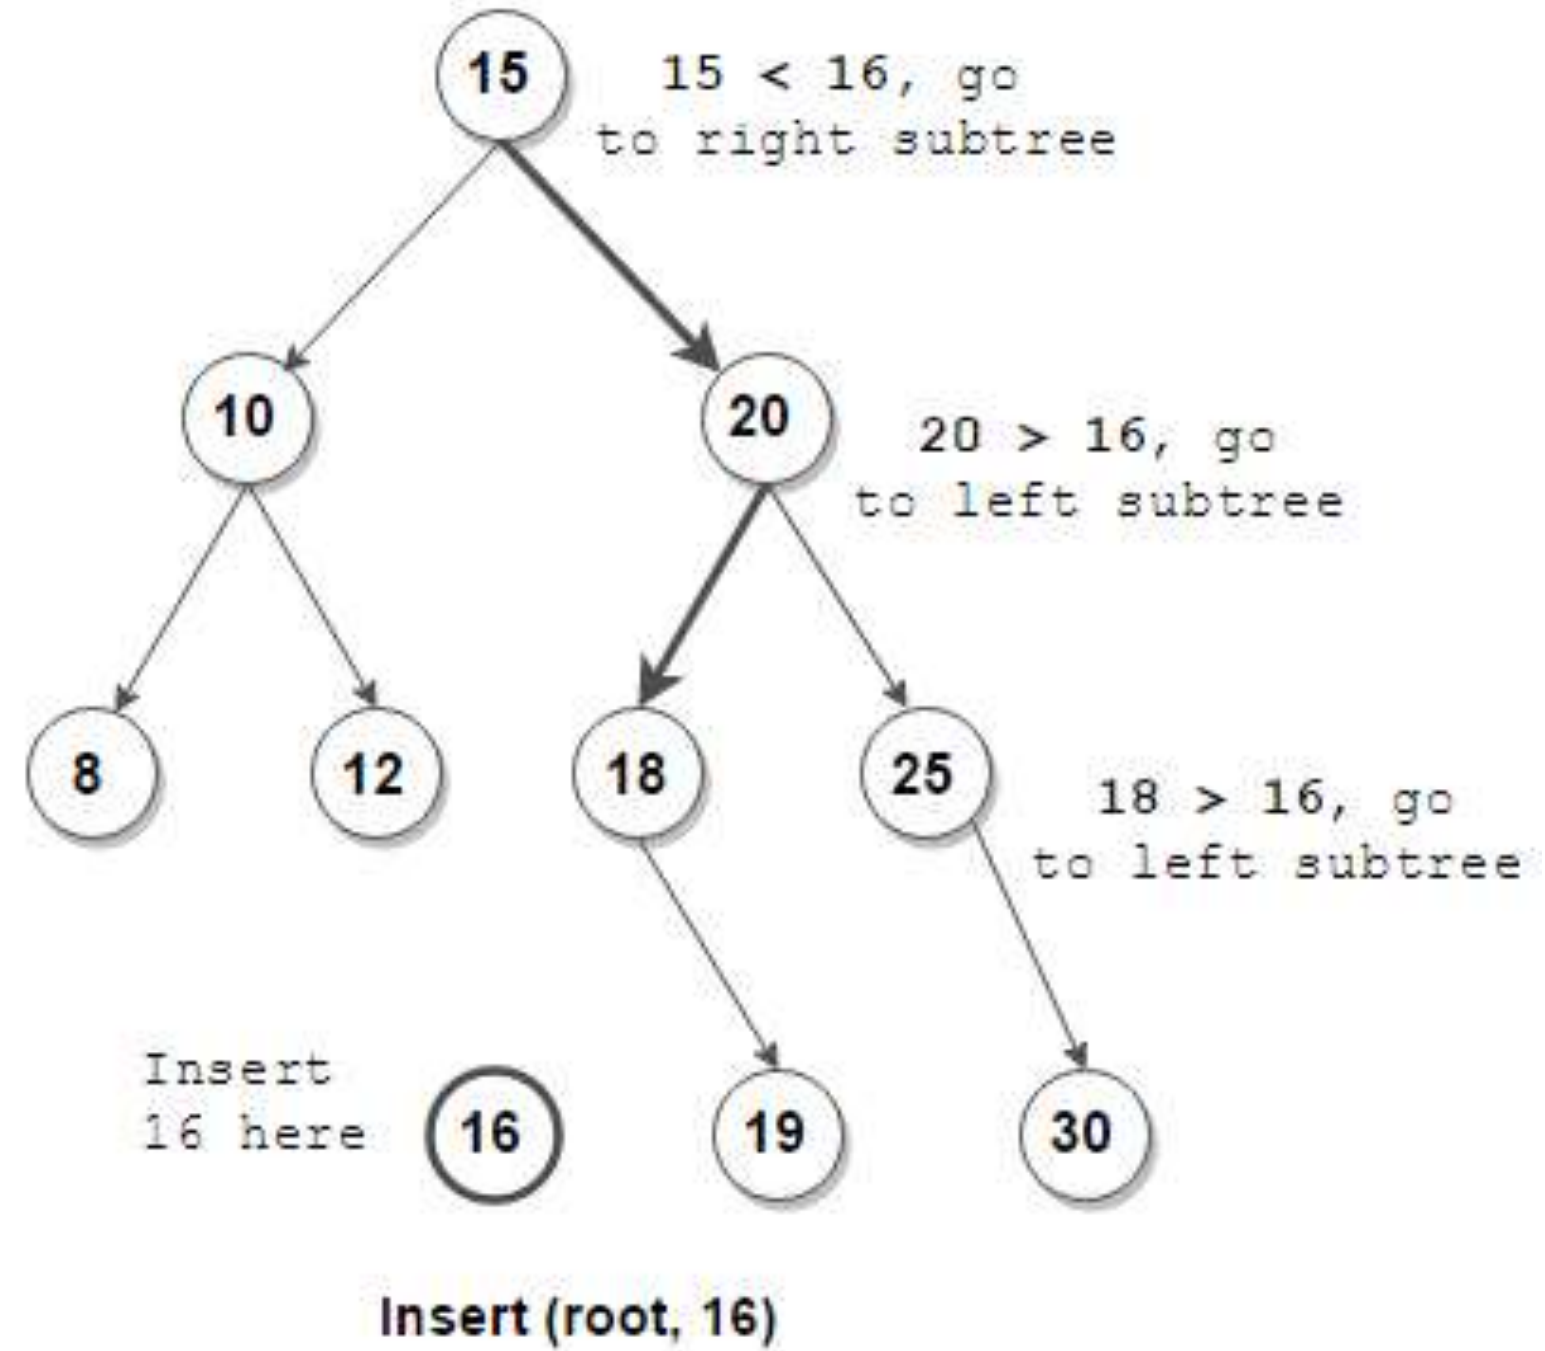 15
15 < 16, go
to right subtree
10
20
20 > 16, go
to left subtree
8
12
18
25
18 > 16, go
to left subtree
Insert
16 here
16
19
30
Insert (root, 16)